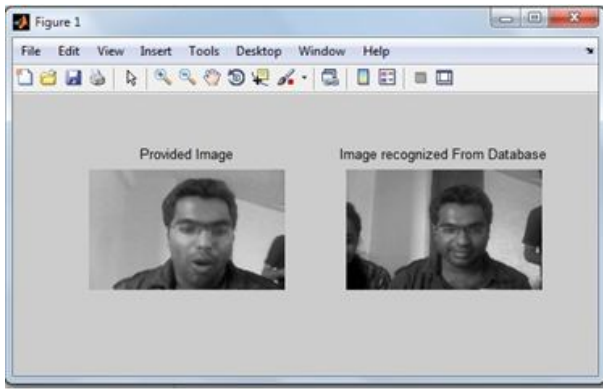 Figure 1
File Edit View Insert Tools Desktop Window Help
Provided Image Image recognized From Database